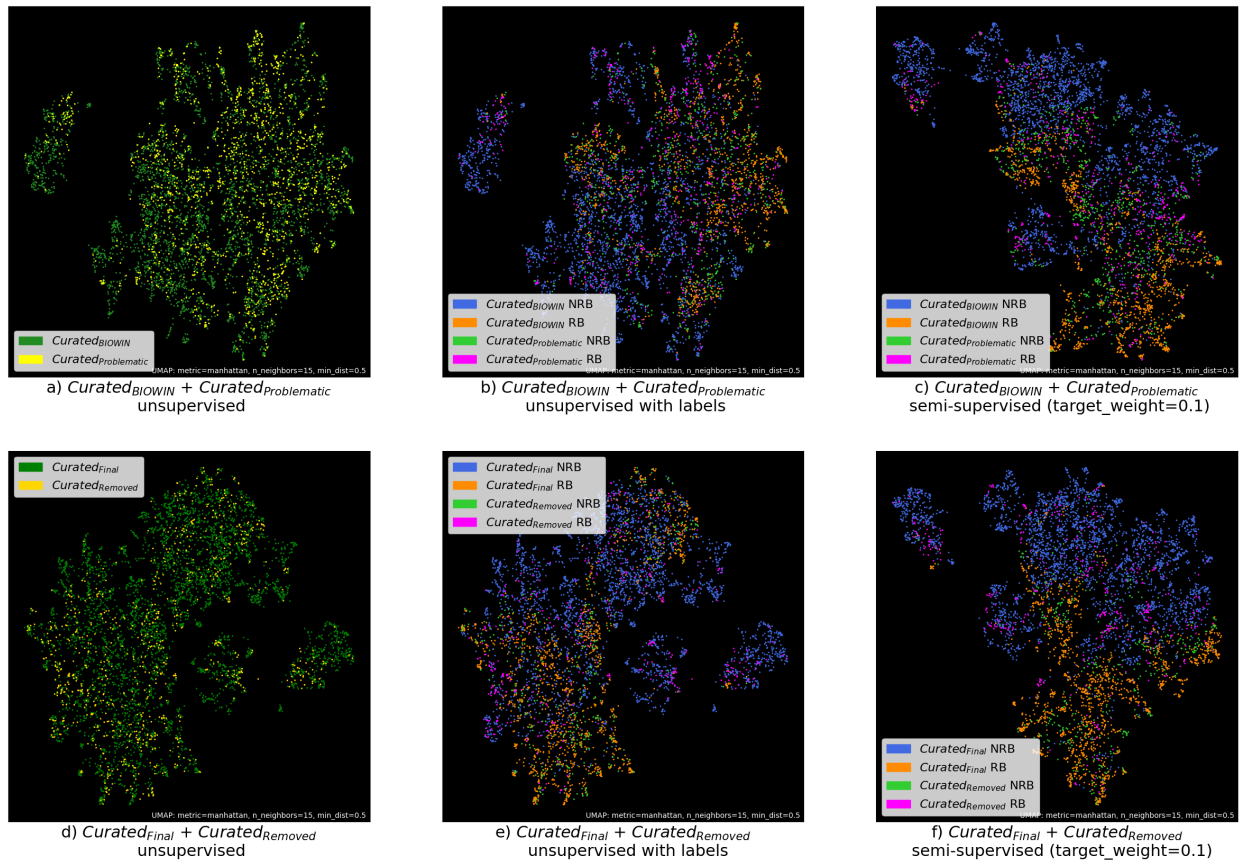 Curated_BIOWIN
Curated_Problematic
UMAP: metric=manhattan, n_neighbors=15, min_dist=0.5
a) Curated_BIOWIN + Curated_Problematic
unsupervised
Curated_BIOWIN NRB
Curated_BIOWIN RB
Curated_Problematic NRB
Curated_Problematic RB
UMAP: metric=manhattan, n_neighbors=15, min_dist=0.5
b) Curated_BIOWIN + Curated_Problematic
unsupervised with labels
Curated_BIOWIN NRB
Curated_BIOWIN RB
Curated_Problematic NRB
Curated_Problematic RB
UMAP: metric=manhattan, n_neighbors=15, min_dist=0.5
c) Curated_BIOWIN + Curated_Problematic
semi-supervised (target_weight=0.1)
Curated_Final
Curated_Removed
UMAP: metric=manhattan, n_neighbors=15, min_dist=0.5
d) Curated_Final + Curated_Removed
unsupervised
Curated_Final NRB
Curated_Final RB
Curated_Removed NRB
Curated_Removed RB
UMAP: metric=manhattan, n_neighbors=15, min_dist=0.5
e) Curated_Final + Curated_Removed
unsupervised with labels
Curated_Final NRB
Curated_Final RB
Curated_Removed NRB
Curated_Removed RB
UMAP: metric=manhattan, n_neighbors=15, min_dist=0.5
f) Curated_Final + Curated_Removed
semi-supervised (target_weight=0.1)